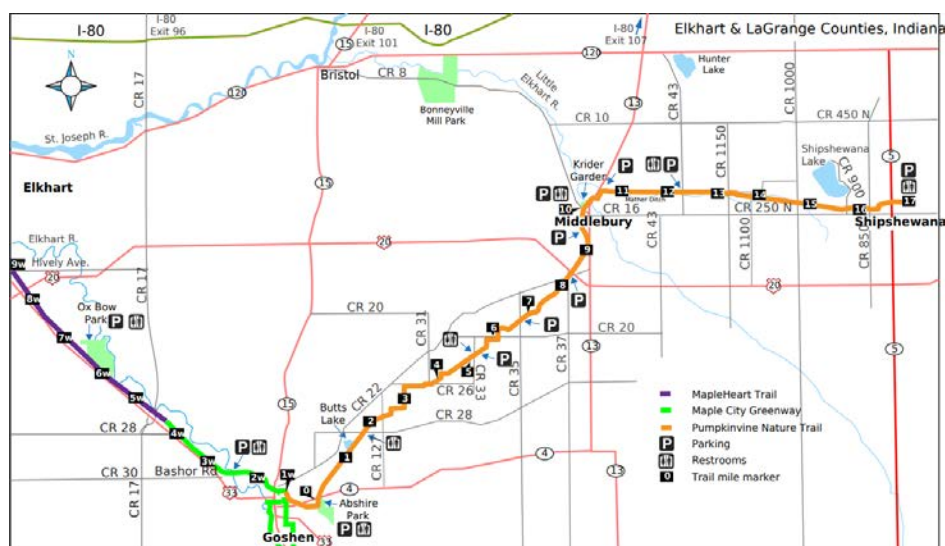 I-80
I-80
Exit 96
I-80
Exit 101
I-80
I-80
Exit 107
Elkhart & LaGrange Counties, Indiana
N
15
120
13
Bristol
CR 8
CR 17
Bonneyville
Mill Park
Little
Elkhart R.
Hunter
Lake
CR 43
CR 1000
120
St. Joseph R.
CR 10
CR 450 N
CR 1150
5
Elkhart
15
Krider
Garden
P
P
P
Shipshewana
Lake
CR 900
P
10
11
12
13
14
15
16
17
CR 16
CR 250 N
Middlebury
Shipshewana
P
CR 43
CR 1100
CR 850
Elkhart R.
Hively Ave.
20
20
9
9w
20
CR 17
8
20
8w
Ox Bow
Park
P
7
P
CR 20
CR 31
6
P
CR 20
7w
4
5
P
CR 35
CR 37
13
5
6w
CR 26
CR 33
5w
15
CR 22
3
MapleHeart Trail
Maple City Greenway
Pumpkinvine Nature Trail
P Parking
Restrooms
0 Trail mile marker
CR 28
4w
Butts
Lake
2
CR 28
3w
P
1
CR 127
4
CR 30
Bashor Rd
2w
1w
0
4
13
CR 17
33
Abshire
Park
P
Goshen
33